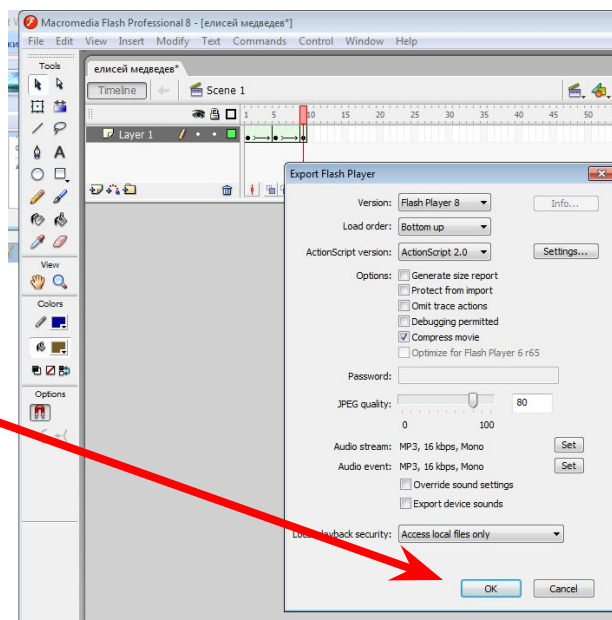 Macromedia Flash Professional 8 - [елисей медведев*]
File Edit View Insert Modify Text Commands Control Window Help
Tools
елисей медведев*
Timeline Scene 1
1 5 10 15 20 25 30 35 40 45 50
Layer 1
View
Colors
Options
Export Flash Player
Version: Flash Player 8 Info...
Load order: Bottom up
ActionScript version: ActionScript 2.0 Settings...
Options: Generate size report
Protect from import
Omit trace actions
Debugging permitted
Compress movie
Optimize for Flash Player 6 r65
Password:
JPEG quality: 80
0 100
Audio stream: MP3, 16 kbps, Mono Set
Audio event: MP3, 16 kbps, Mono Set
Override sound settings
Export device sounds
Local playback security: Access local files only
OK Cancel